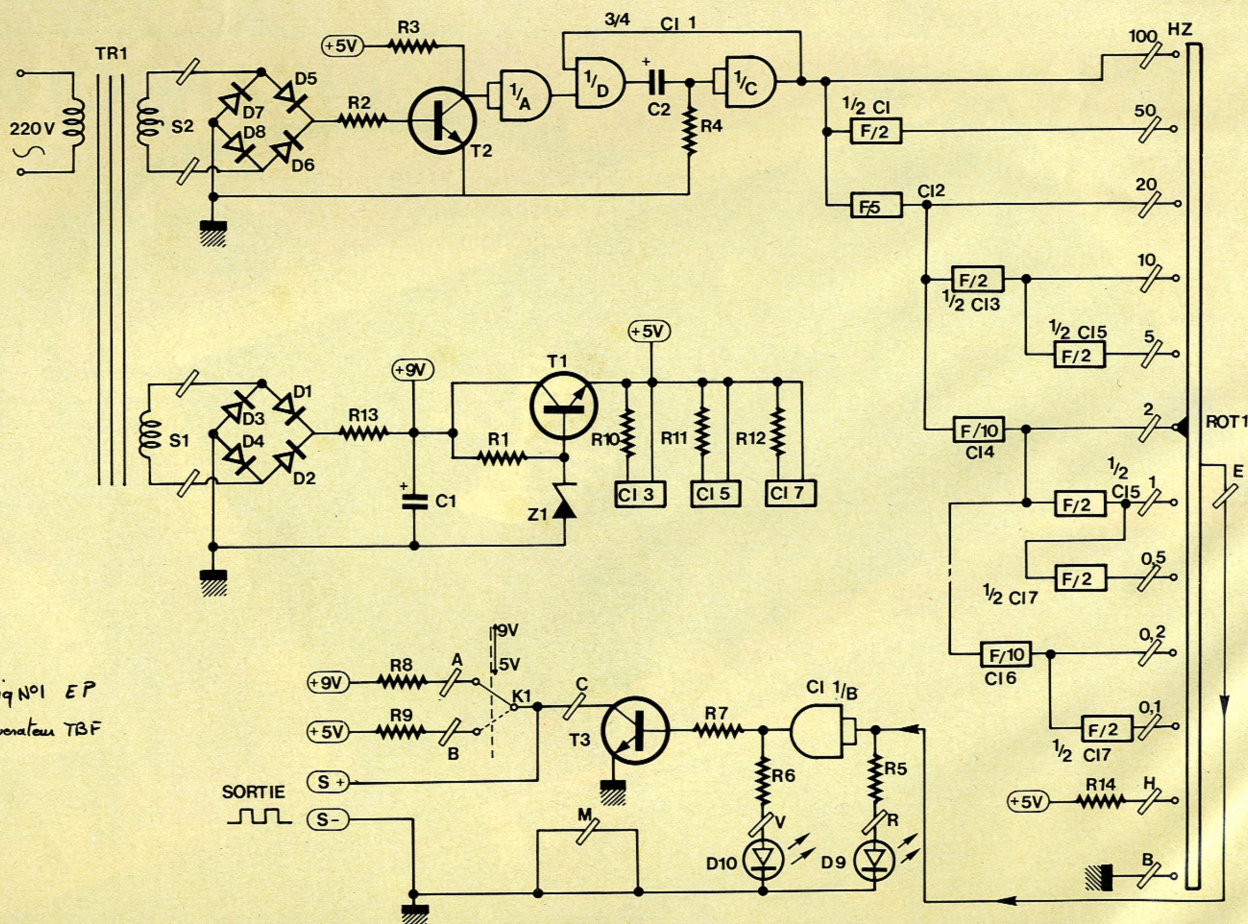 3/4 CI 1
R3
+5V
TR1
HZ
100
D5
1/A
1/D
+
C2
1/C
220V
S2
D7
D8
D6
R2
T2
R4
1/2 CI
F/2
50
F/5
CI2
20
F/2
1/2 CI3
10
1/2 CI5
F/2
5
+5V
T1
+9V
D1
D3
D4
D2
S1
R13
R1
R10
R11
R12
F/10
CI4
2
ROT1
+
C1
Z1
CI 3
CI 5
CI 7
F/2
1/2 CI5
1
E
F/2
1/2 CI7
0,5
F/10
CI6
0,2
F/2
1/2 CI7
0,1
9V
5V
+9V
R8
A
K1
C
+5V
R9
B
T3
R7
CI 1/B
R6
R5
V
R
S +
SORTIE
S-
M
D10
D9
+5V
R14
H
B
N°1 EP
TBF